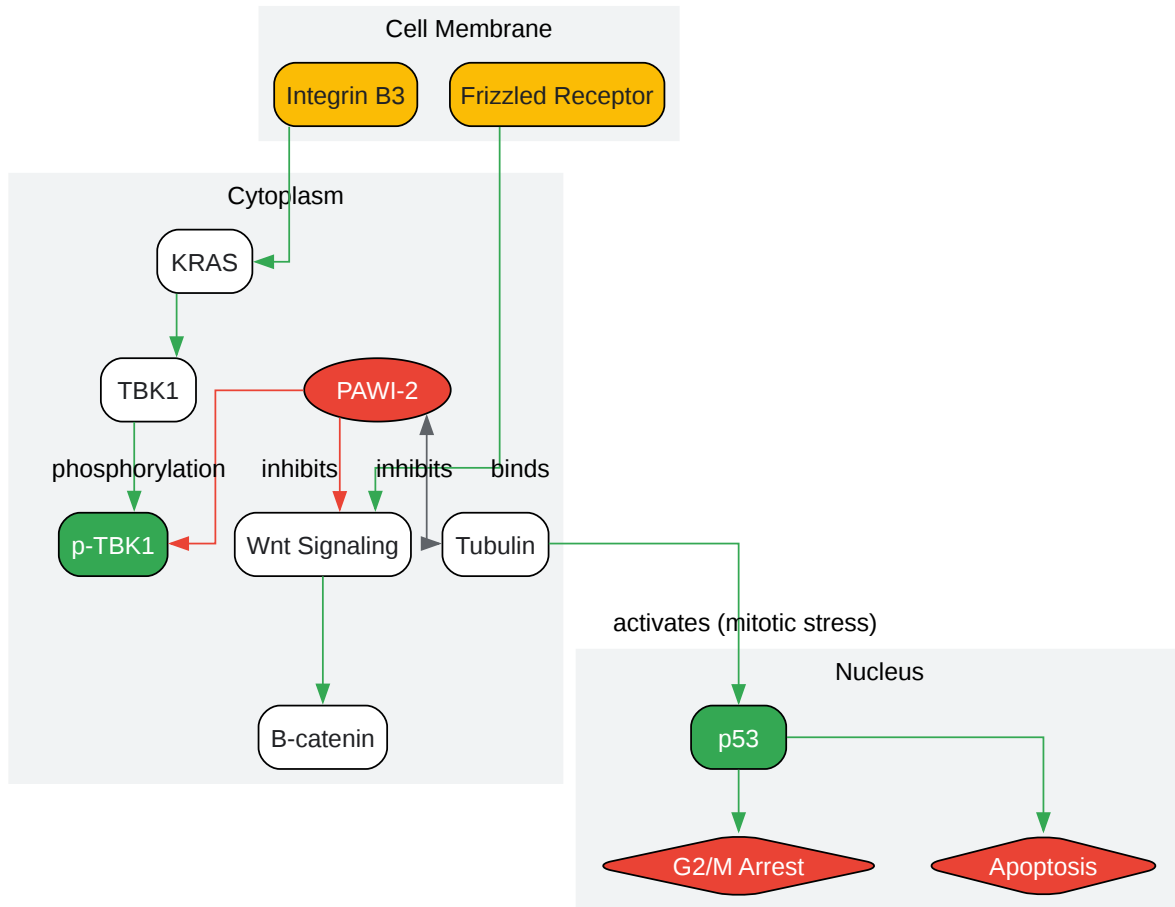 Cell Membrane
Integrin B3
Frizzled Receptor
Cytoplasm
KRAS
TBK1
PAWI-2
phosphorylation
inhibits
inhibits
binds
p-TBK1
Wnt Signaling
Tubulin
activates (mitotic stress)
Nucleus
B-catenin
p53
G2/M Arrest
Apoptosis